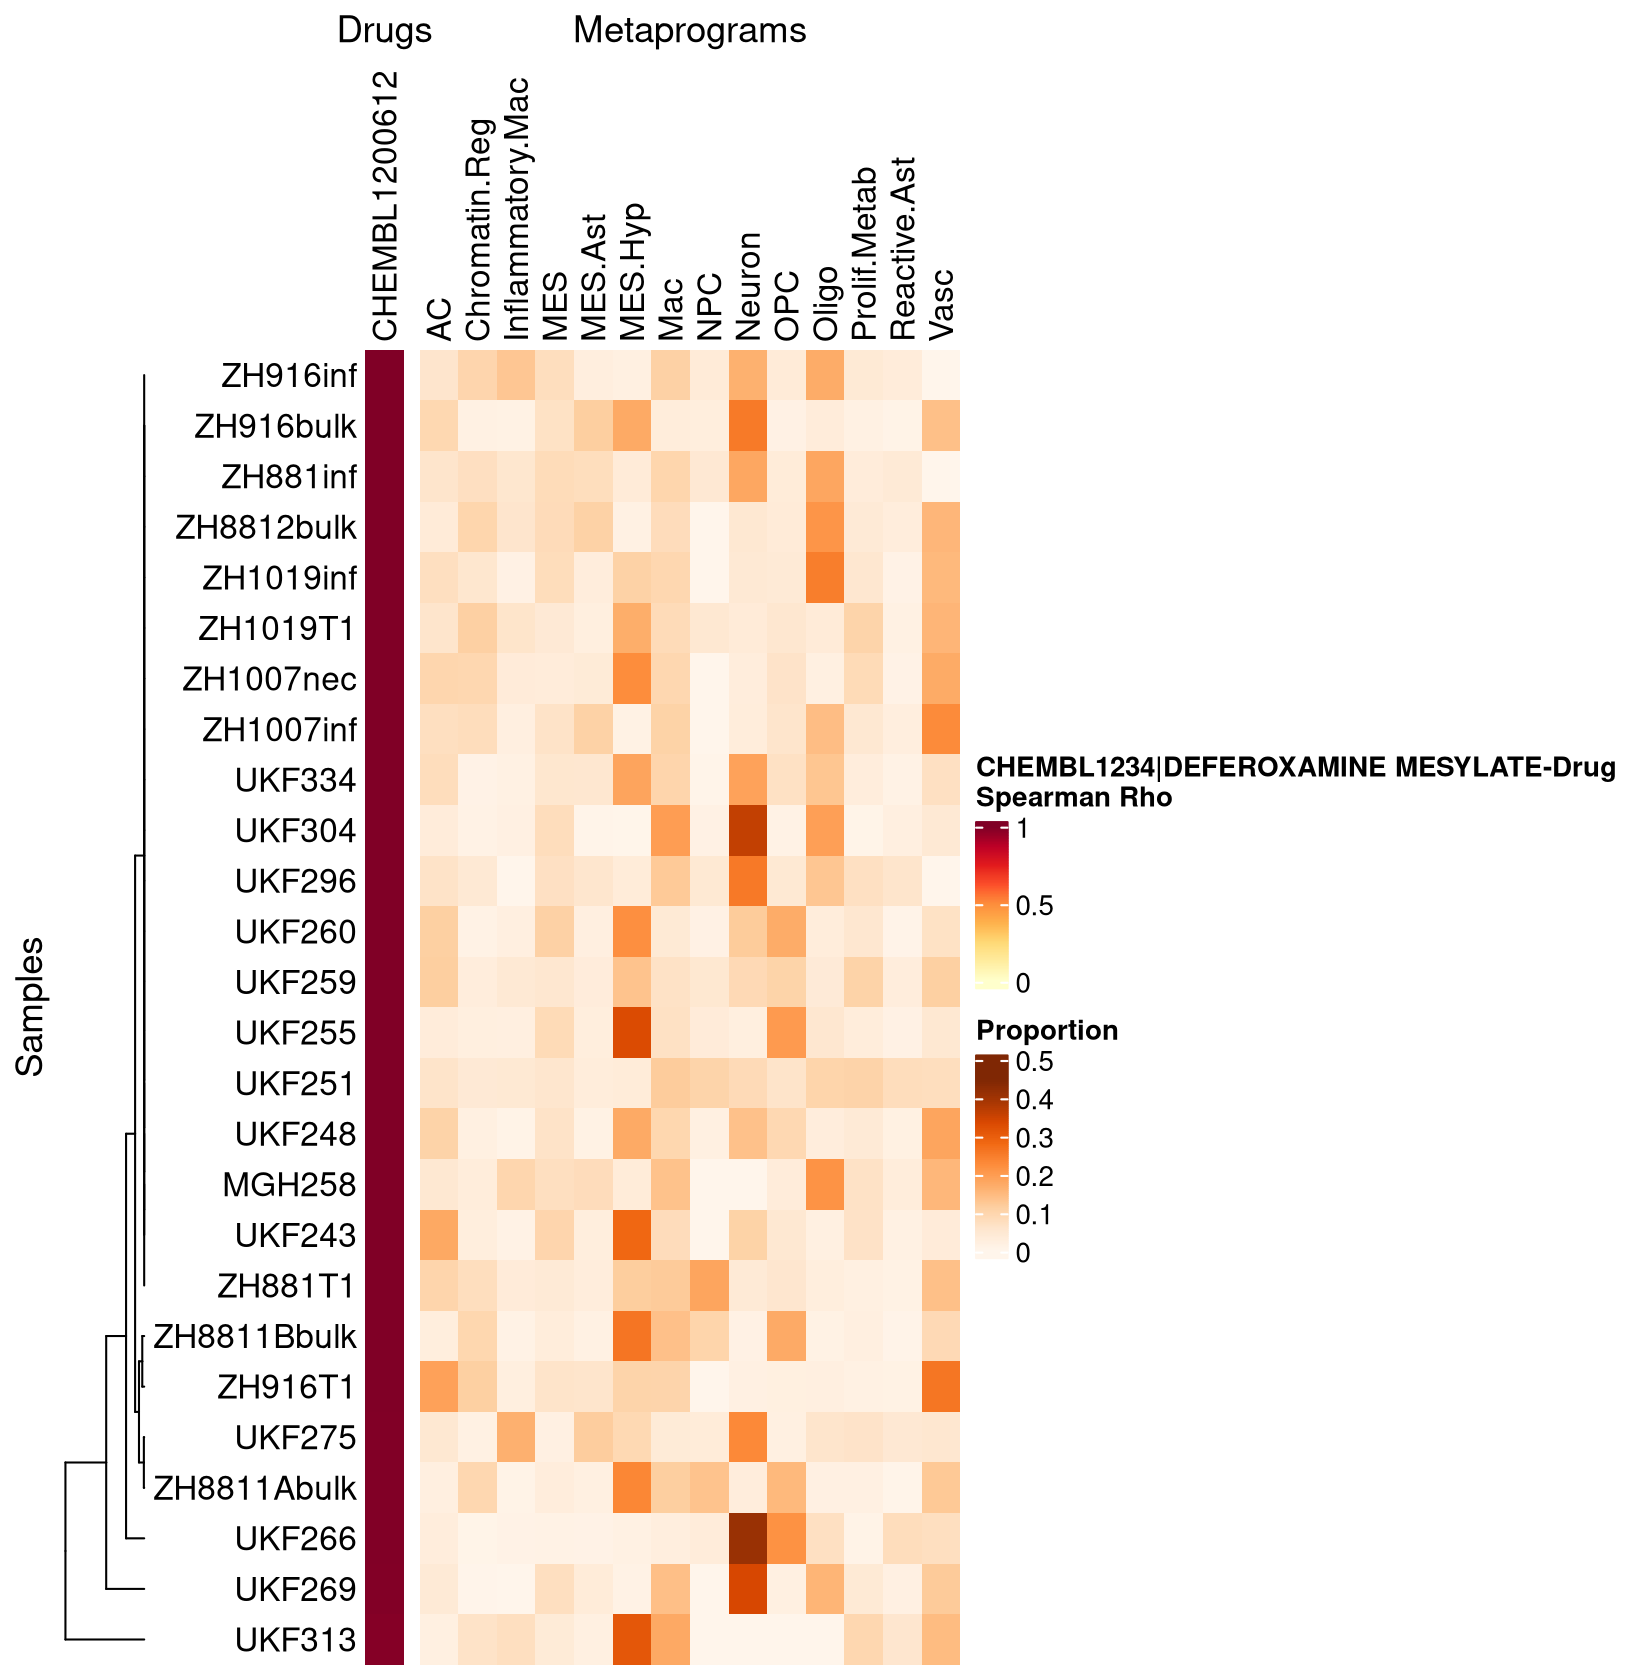 Drugs
Metaprograms
CHEMBL1200612
AC
Chromatin.Reg
Inflammatory.Mac
MES
MES.Ast
MES.Hyp
Mac
NPC
Neuron
OPC
Oligo
Prolif.Metab
Reactive.Ast
Vasc
Samples
ZH916inf
ZH916bulk
ZH881inf
ZH8812bulk
ZH1019inf
ZH1019T1
ZH1007nec
ZH1007inf
UKF334
UKF304
UKF296
UKF260
UKF259
UKF255
UKF251
UKF248
MGH258
UKF243
ZH881T1
ZH8811Bbulk
ZH916T1
UKF275
ZH8811Abulk
UKF266
UKF269
UKF313
CHEMBL1234|DEFEROXAMINE MESYLATE-Drug
Spearman Rho
1
0.5
0
Proportion
0.5
0.4
0.3
0.2
0.1
0